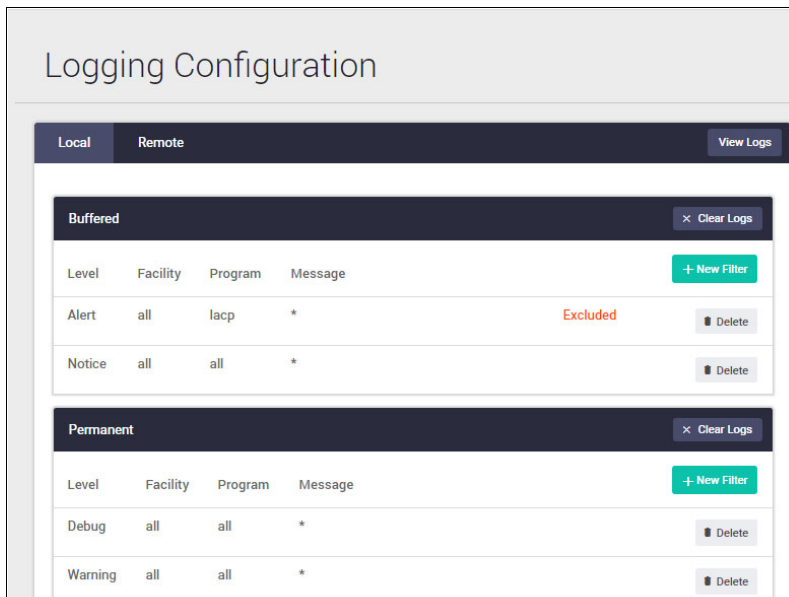 Logging Configuration
Local Remote View Logs
Buffered × Clear Logs
Level Facility Program Message + New Filter
Alert all lacp * Excluded Delete
Notice all all * Delete
Permanent × Clear Logs
Level Facility Program Message + New Filter
Debug all all * Delete
Warning all all * Delete